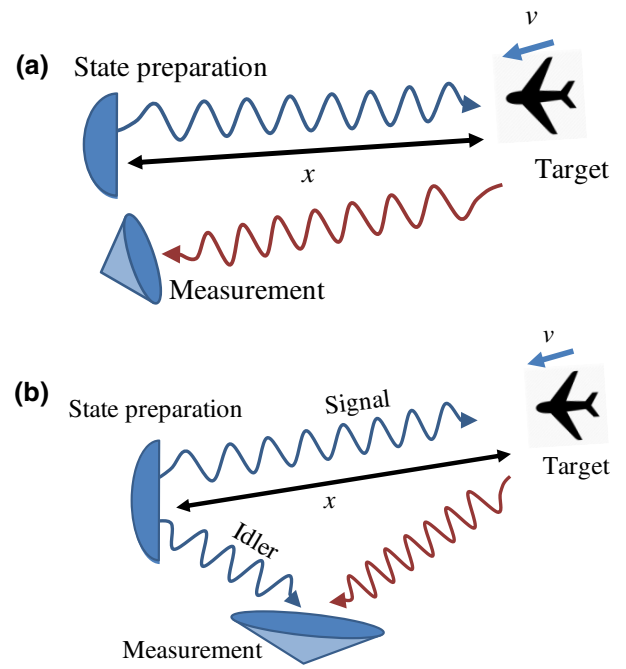 v
(a) State preparation
x
Target
Measurement
v
(b)
State preparation
Signal
Target
x
Idler
Measurement